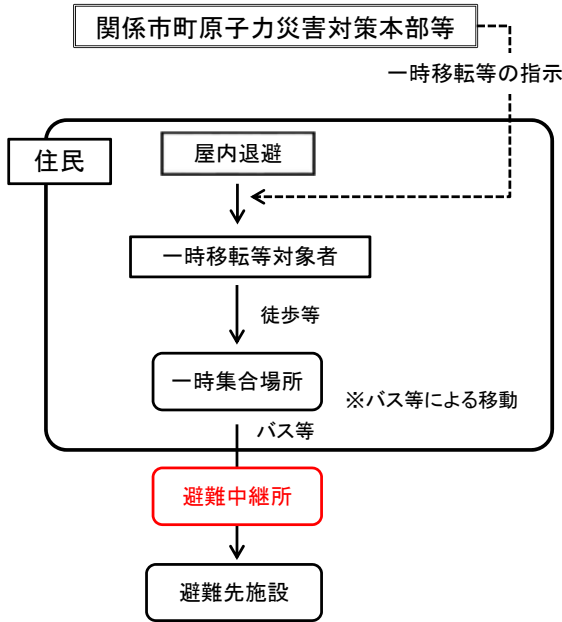 関係市町原子力災害対策本部等
一時移転等の指示
住民
屋内退避
一時移転等対象者
徒歩等
一時集合場所
※バス等による移動
バス等
避難中継所
避難先施設